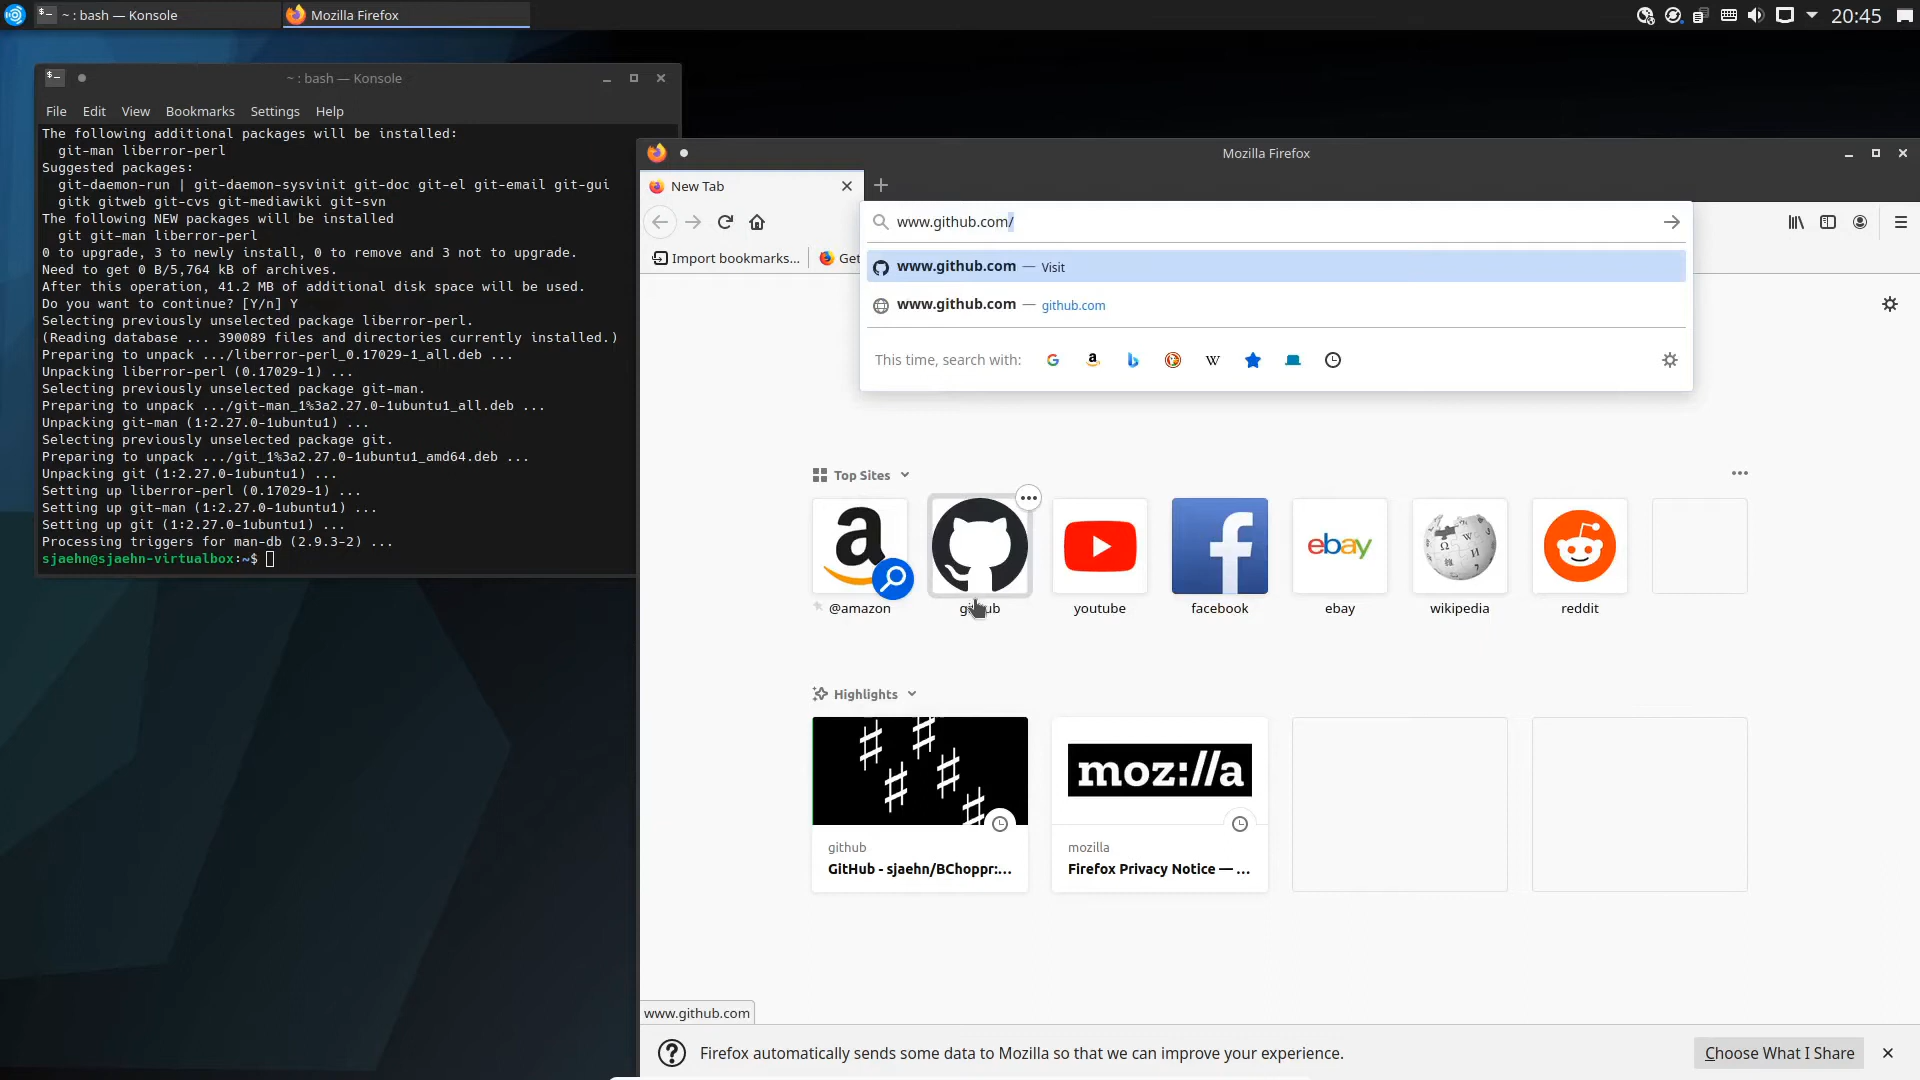 ~ : bash — Konsole
Mozilla Firefox
20:45
~ : bash — Konsole
File Edit View Bookmarks Settings Help
The following additional packages will be installed:
git-man liberror-perl
Suggested packages:
git-daemon-run | git-daemon-sysvinit git-doc git-el git-email git-gui
gitk gitweb git-cvs git-mediawiki git-svn
The following NEW packages will be installed
git git-man liberror-perl
0 to upgrade, 3 to newly install, 0 to remove and 3 not to upgrade.
Need to get 0 B/5,764 kB of archives.
After this operation, 41.2 MB of additional disk space will be used.
Do you want to continue? [Y/n] Y
Selecting previously unselected package liberror-perl.
(Reading database ... 390089 files and directories currently installed.)
Preparing to unpack .../liberror-perl_0.17029-1_all.deb ...
Unpacking liberror-perl (0.17029-1) ...
Selecting previously unselected package git-man.
Preparing to unpack .../git-man_1%3a2.27.0-1ubuntu1_all.deb ...
Unpacking git-man (1:2.27.0-1ubuntu1) ...
Selecting previously unselected package git.
Preparing to unpack .../git_1%3a2.27.0-1ubuntu1_amd64.deb ...
Unpacking git (1:2.27.0-1ubuntu1) ...
Setting up liberror-perl (0.17029-1) ...
Setting up git-man (1:2.27.0-1ubuntu1) ...
Setting up git (1:2.27.0-1ubuntu1) ...
Processing triggers for man-db (2.9.3-2) ...
sjaehn@sjaehn-virtualbox:~$
Mozilla Firefox
New Tab
www.github.com/
Import bookmarks... Get
www.github.com — Visit
www.github.com — github.com
This time, search with:
Top Sites
ebay
@amazon github youtube facebook ebay wikipedia reddit
Highlights
moz://a
github
GitHub - sjaehn/BChoppr:...
mozilla
Firefox Privacy Notice — ...
www.github.com
Firefox automatically sends some data to Mozilla so that we can improve your experience.
Choose What I Share